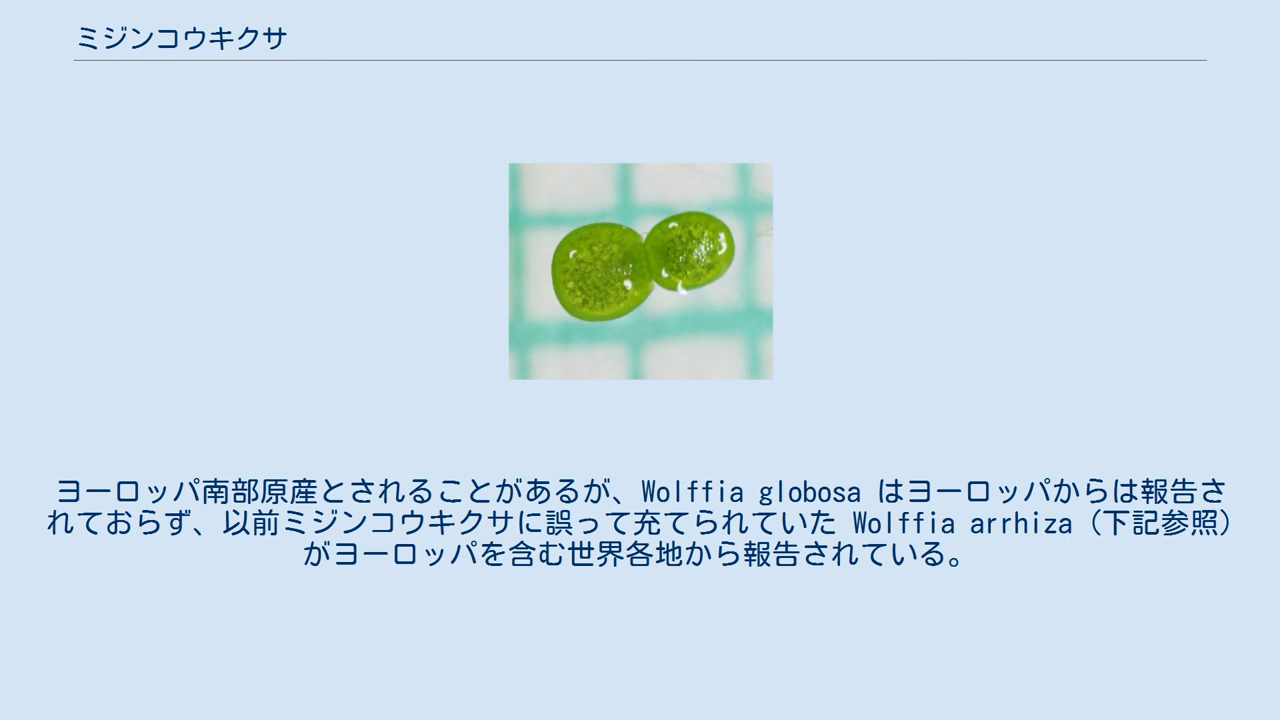 ミジンコウキクサ
ヨーロッパ南部原産とされることがあるが、Wolffia globosa はヨーロッパからは報告さ
れておらず、以前ミジンコウキクサに誤って充てられていた Wolffia arrhiza（下記参照）
がヨーロッパを含む世界各地から報告されている。